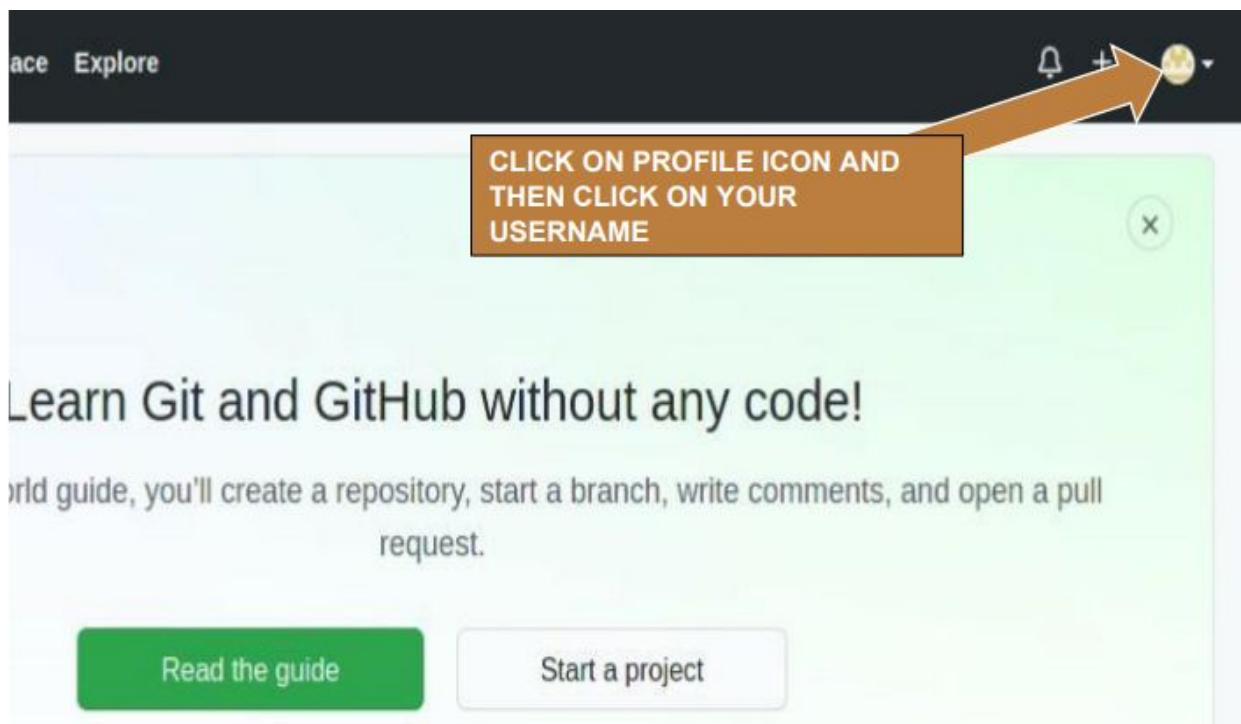 ace Explore
CLICK ON PROFILE ICON AND
THEN CLICK ON YOUR
USERNAME
Learn Git and GitHub without any code!
orld guide, you'll create a repository, start a branch, write comments, and open a pull
request.
Read the guide Start a project